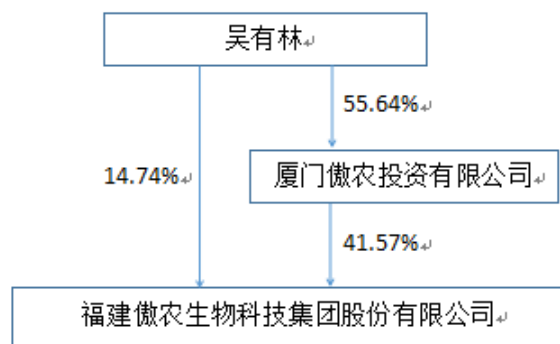 吴有林
55.64%
14.74%
厦门傲农投资有限公司
41.57%
福建傲农生物科技集团股份有限公司